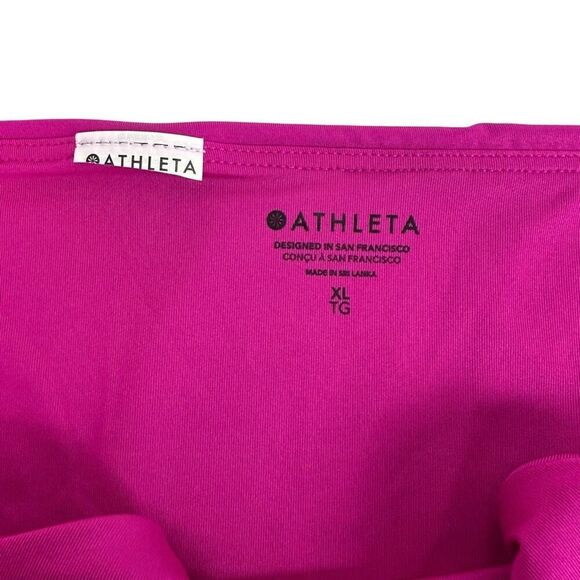 ATHLETA
ATHLETA
DESIGNED IN SAN FRANCISCO
CONÇU À SAN FRANCISCO
MADE IN SRI LANKA
XL
TG